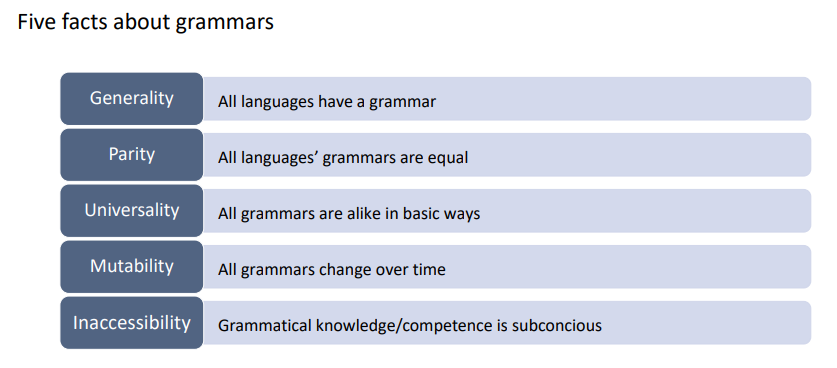 Five facts about grammars
Generality
All languages have a grammar
Parity
All languages’ grammars are equal
Universality
All grammars are alike in basic ways
Mutability
All grammars change over time
Inaccessibility
Grammatical knowledge/competence is subconcious